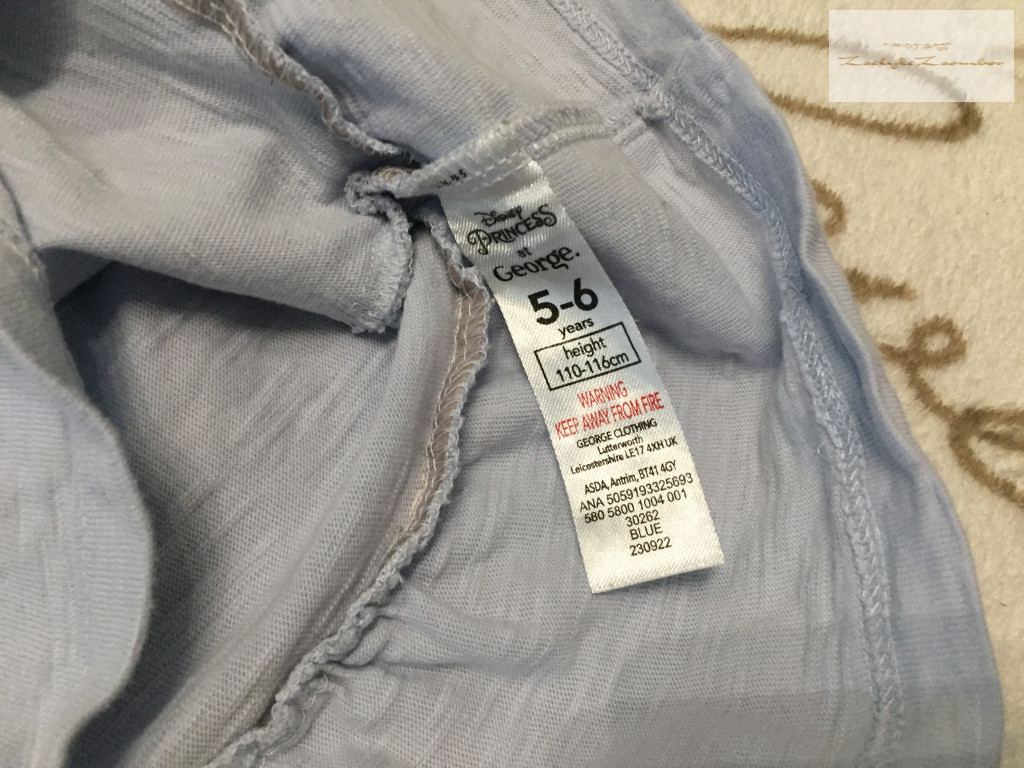 Disney
PRINCESS
at
George.
5-6
years
height
110-116cm
WARNING
KEEP AWAY FROM FIRE
GEORGE CLOTHING
Lutterworth
Leicestershire LE17 4XH UK
ASDA, Antrim, BT41 4GY
ANA 5059193325693
580 5800 1004 001
30262
BLUE
230922